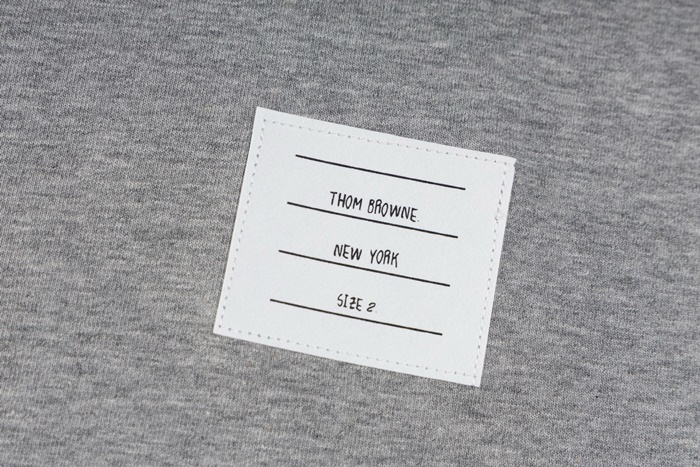 THOM BROWNE.
NEW YORK
SIZE 2